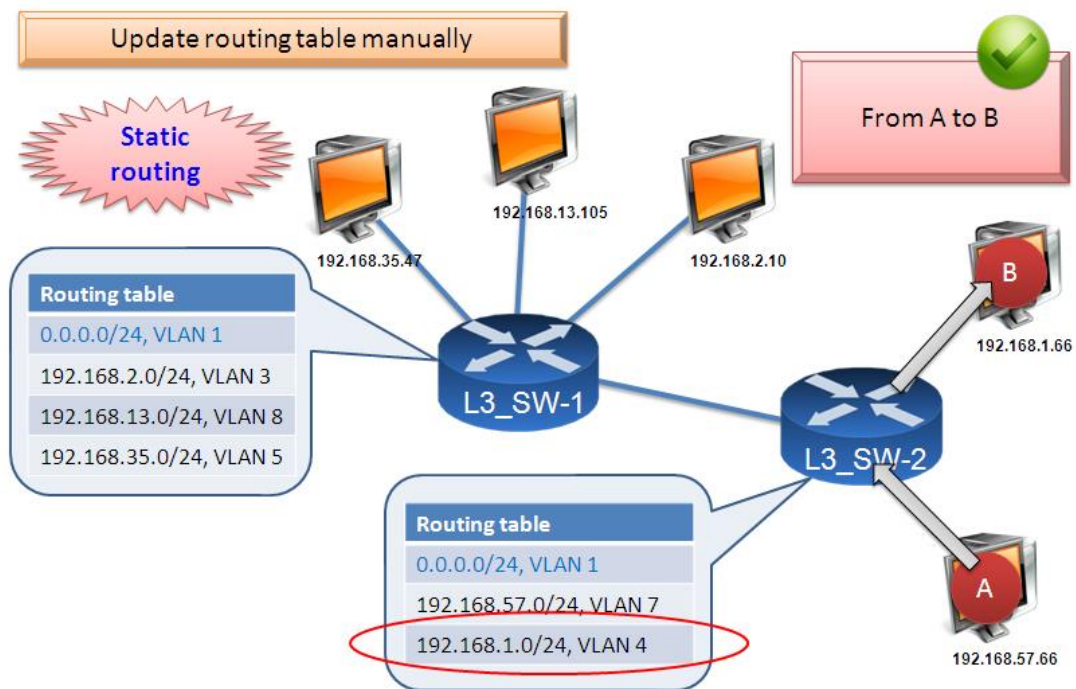 Update routing table manually
From A to B
Static
routing
192.168.35.47
192.168.13.105
192.168.2.10
Routing table
0.0.0.0/24, VLAN 1
192.168.2.0/24, VLAN 3
192.168.13.0/24, VLAN 8
192.168.35.0/24, VLAN 5
L3_SW-1
B
192.168.1.66
L3_SW-2
Routing table
0.0.0.0/24, VLAN 1
192.168.57.0/24, VLAN 7
192.168.1.0/24, VLAN 4
A
192.168.57.66